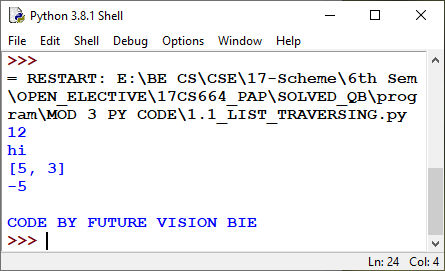 Python 3.8.1 Shell
File Edit Shell Debug Options Window Help
>>>
= RESTART: E:\BE CS\CSE\17-Scheme\6th Sem
\OPEN_ELECTIVE\17CS664_PAP\SOLVED_QB\prog
ram\MOD 3 PY CODE\1.1_LIST_TRAVERSING.py
12
hi
[5, 3]
-5
CODE BY FUTURE VISION BIE
>>>
Ln: 24 Col: 4